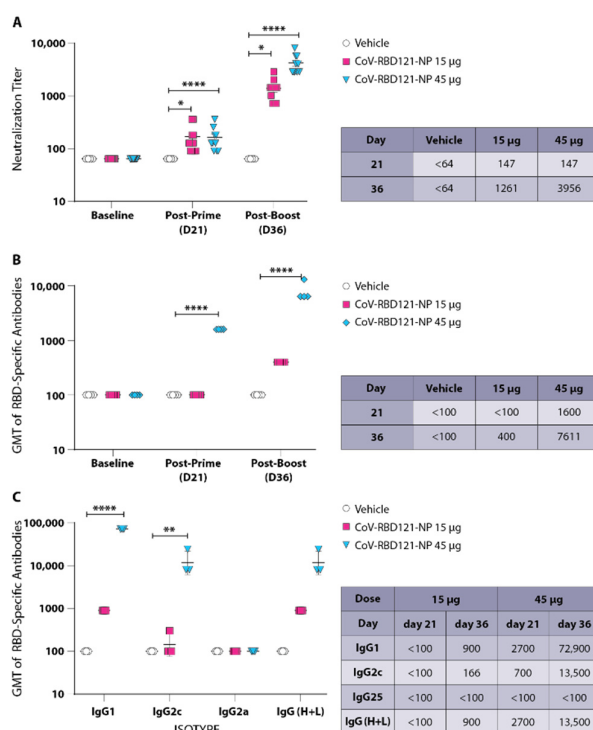 A
Neutralization Titer
10,000
1000
100
10
****
*
****
*
Baseline
Post-Prime
(D21)
Post-Boost
(D36)
Vehicle
CoV-RBD121-NP 15 µg
CoV-RBD121-NP 45 µg
Day Vehicle 15 µg 45 µg
21 <64 147 147
36 <64 1261 3956
B
GMT of RBD-Specific Antibodies
10,000
1000
100
10
****
****
Baseline
Post-Prime
(D21)
Post-Boost
(D36)
Vehicle
CoV-RBD121-NP 15 µg
CoV-RBD121-NP 45 µg
Day Vehicle 15 µg 45 µg
21 <100 <100 1600
36 <100 400 7611
C
GMT of RBD-Specific Antibodies
100,000
10,000
1000
100
****
**
IgG1 IgG2c IgG2a IgG (H+L)
ISOTYPE
Vehicle
CoV-RBD121-NP 15 µg
CoV-RBD121-NP 45 µg
Dose 15 µg 45 µg
Day day 21 day 36 day 21 day 36
IgG1 <100 900 2700 72,900
IgG2c <100 166 700 13,500
IgG25 <100 <100 <100 <100
IgG (H+L) <100 900 2700 13,500